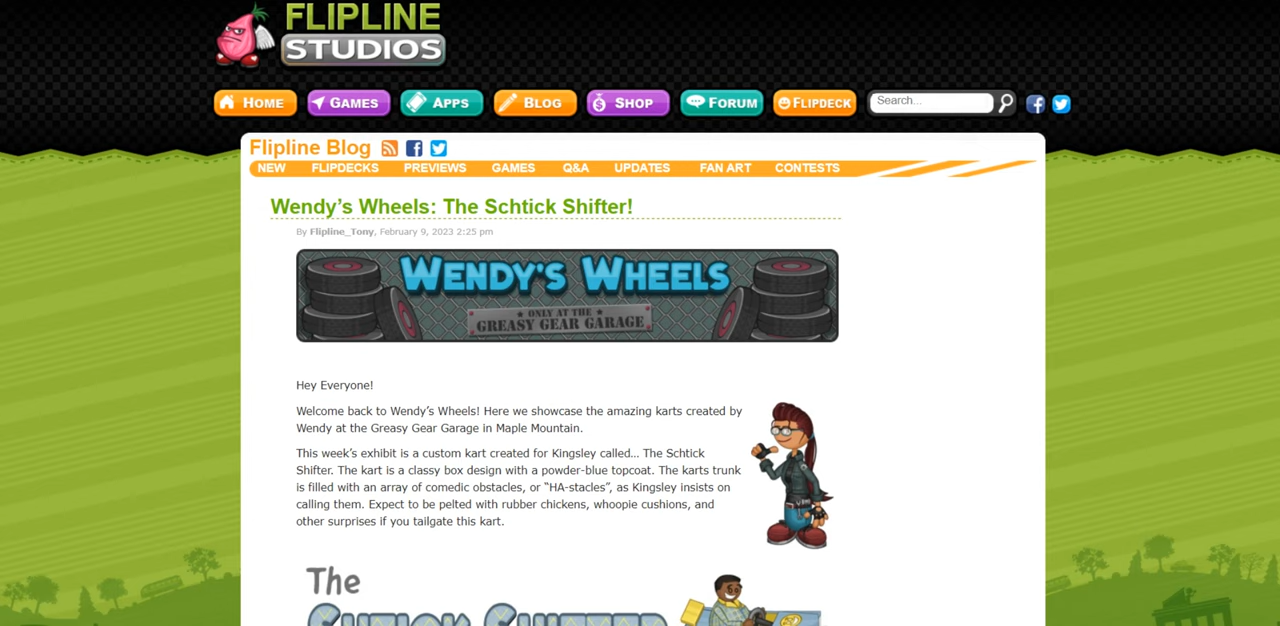 FLIPLINE
STUDIOS
HOME GAMES APPS BLOG SHOP FORUM FLIPDECK Search...
Flipline Blog
NEW FLIPDECKS PREVIEWS GAMES Q&A UPDATES FAN ART CONTESTS
Wendy’s Wheels: The Schtick Shifter!
By Flipline_Tony, February 9, 2023 2:25 pm
WENDY'S WHEELS
ONLY AT THE
GREASY GEAR GARAGE
Hey Everyone!
Welcome back to Wendy’s Wheels! Here we showcase the amazing karts created by
Wendy at the Greasy Gear Garage in Maple Mountain.
This week’s exhibit is a custom kart created for Kingsley called… The Schtick
Shifter. The kart is a classy box design with a powder-blue topcoat. The karts trunk
is filled with an array of comedic obstacles, or “HA-stacles”, as Kingsley insists on
calling them. Expect to be pelted with rubber chickens, whoopie cushions, and
other surprises if you tailgate this kart.
The